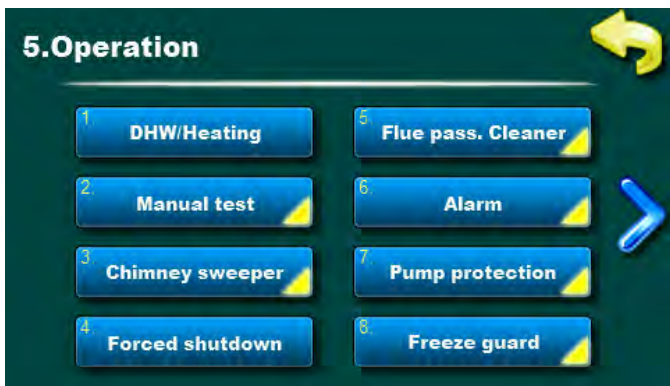 5.Operation
1. DHW/Heating
2. Manual test
3. Chimney sweeper
4. Forced shutdown
5. Flue pass. Cleaner
6. Alarm
7. Pump protection
8. Freeze guard